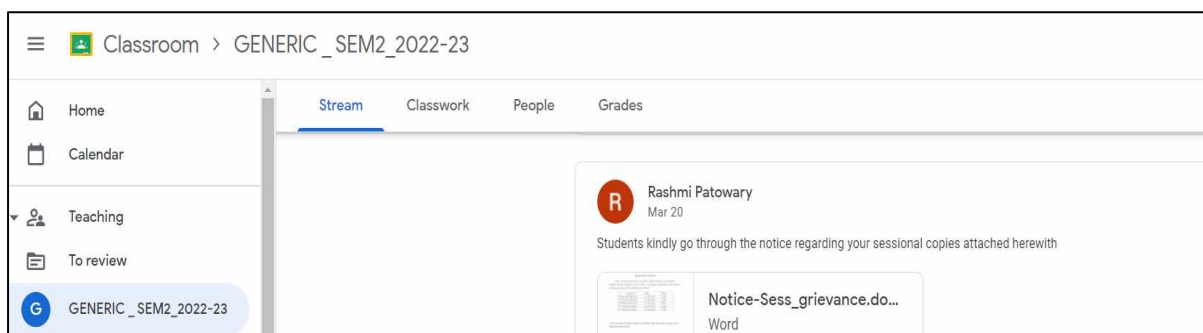 Classroom > GENERIC _ SEM2_2022-23
Home
Calendar
Teaching
To review
G GENERIC _ SEM2_2022-23
Stream Classwork People Grades
R
Rashmi Patowary
Mar 20
Students kindly go through the notice regarding your sessional copies attached herewith
Notice-Sess_grievance.do...
Word